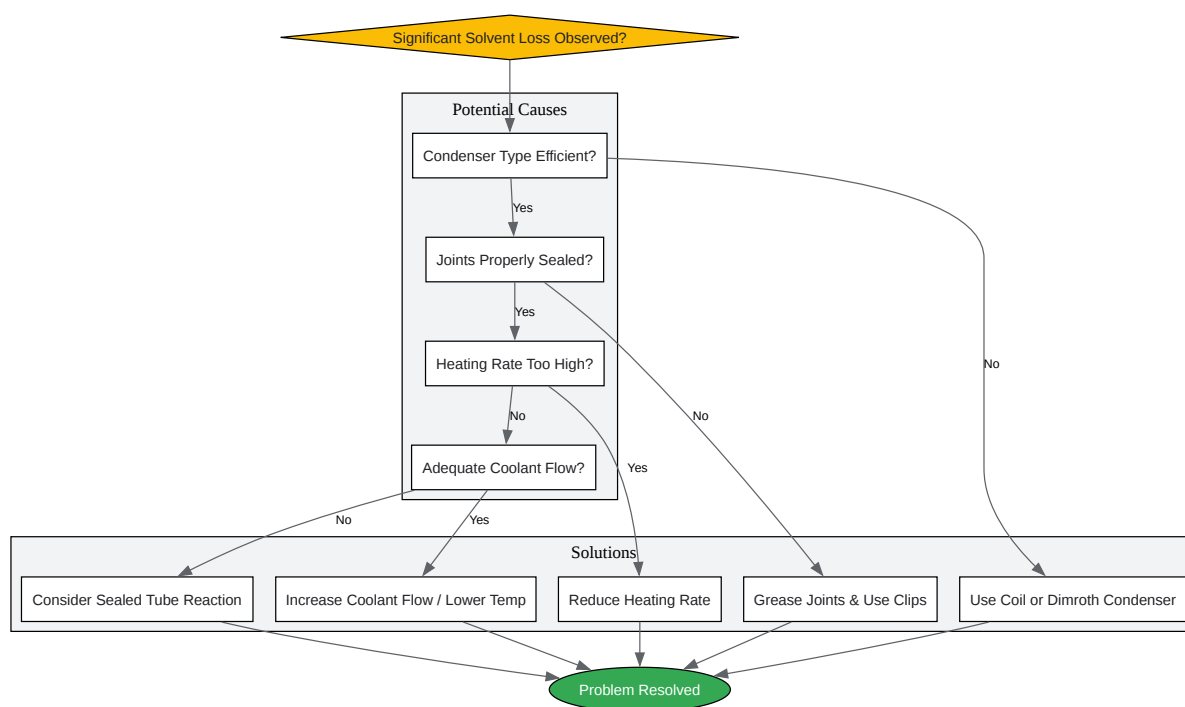 Significant Solvent Loss Observed?
Potential Causes
Condenser Type Efficient?
Yes
Joints Properly Sealed?
Yes
Heating Rate Too High?
No
No
No
Adequate Coolant Flow?
Yes
No
Yes
Solutions
Consider Sealed Tube Reaction
Increase Coolant Flow / Lower Temp
Reduce Heating Rate
Grease Joints & Use Clips
Use Coil or Dimroth Condenser
Problem Resolved